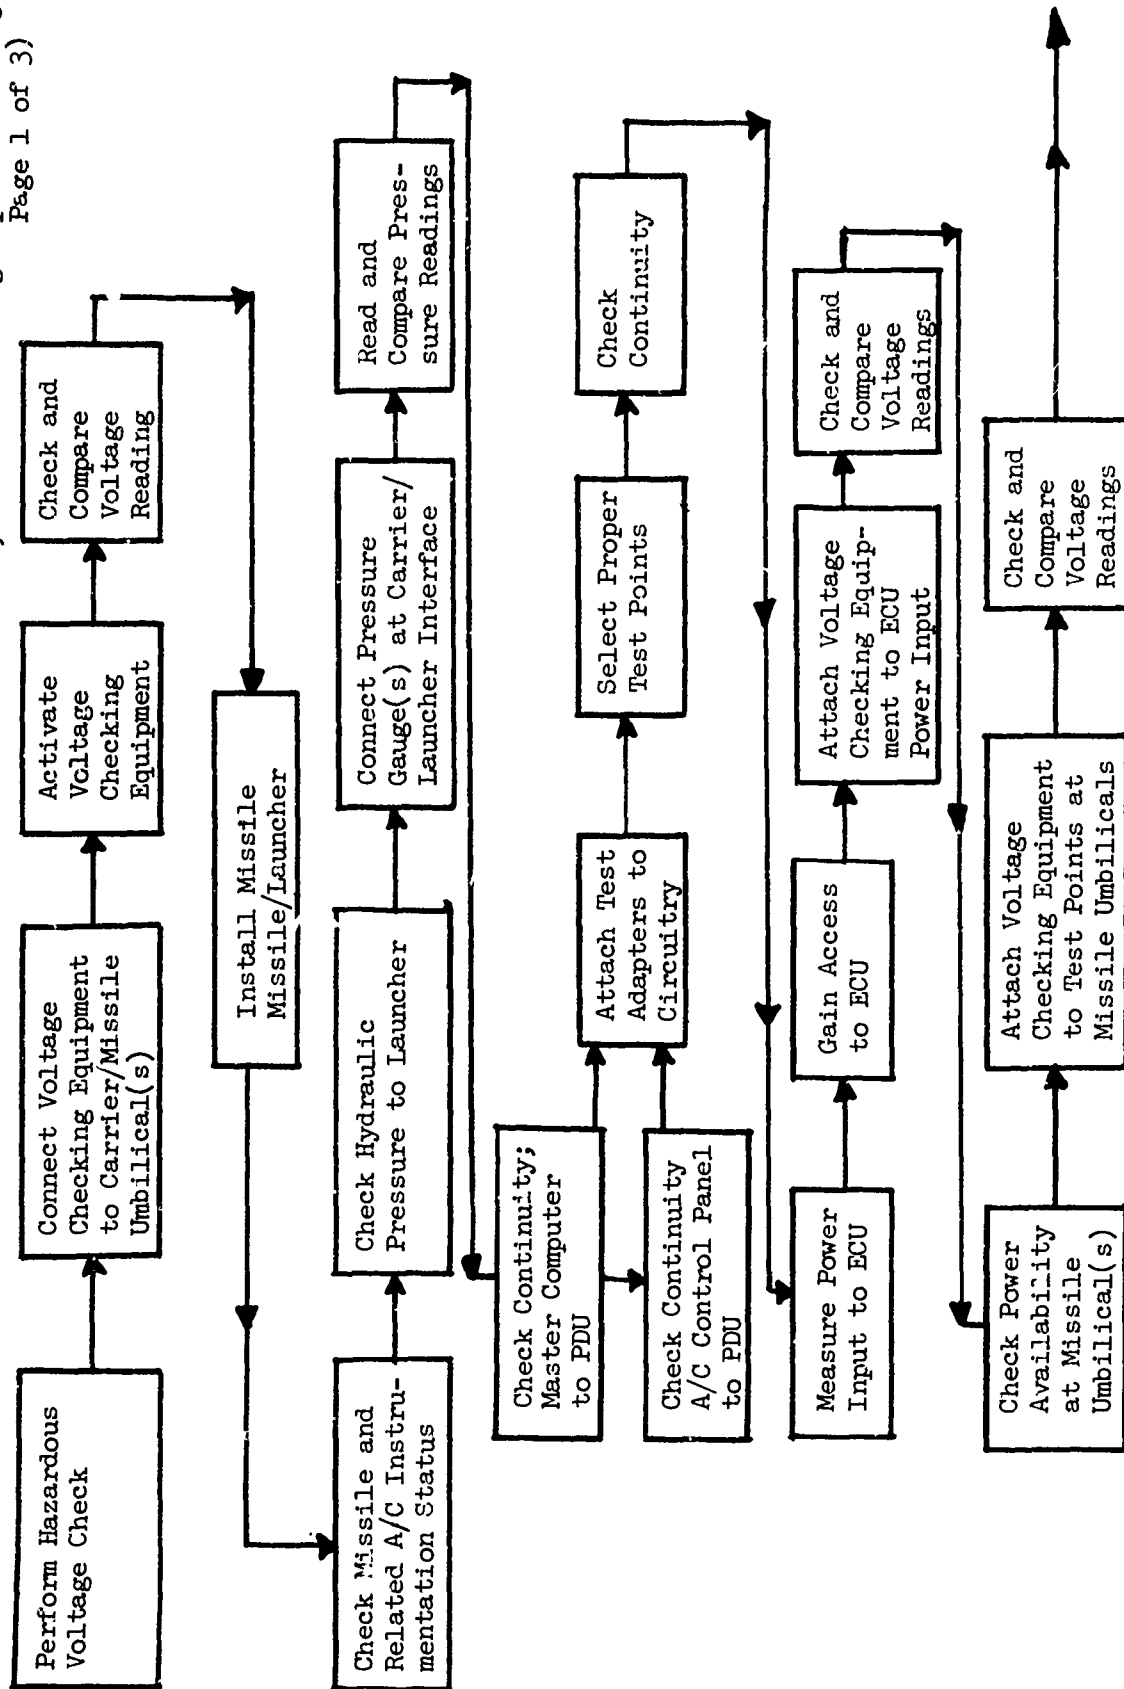 Page 1 of 3)
Perform Hazardous
Voltage Check
Connect Voltage
Checking Equipment
to Carrier/Missile
Umbilical(s)
Activate
Voltage
Checking
Equipment
Check and
Compare
Voltage
Reading
Install Missile
Missile/Launcher
Check Missile and
Related A/C Instru-
mentation Status
Check Hydraulic
Pressure to Launcher
Connect Pressure
Gauge(s) at Carrier/
Launcher Interface
Read and
Compare Pres-
sure Readings
Check Continuity;
Master Computer
to PDU
Check Continuity
A/C Control Panel
to PDU
Attach Test
Adapters to
Circuitry
Select Proper
Test Points
Check
Continuity
Measure Power
Input to ECU
Gain Access
to ECU
Attach Voltage
Checking Equip-
ment to ECU
Power Input
Check and
Compare
Voltage
Readings
Check Power
Availability
at Missile
Umbilical(s)
Attach Voltage
Checking Equipment
to Test Points at
Missile Umbilicals
Check and
Compare
Voltage
Readings